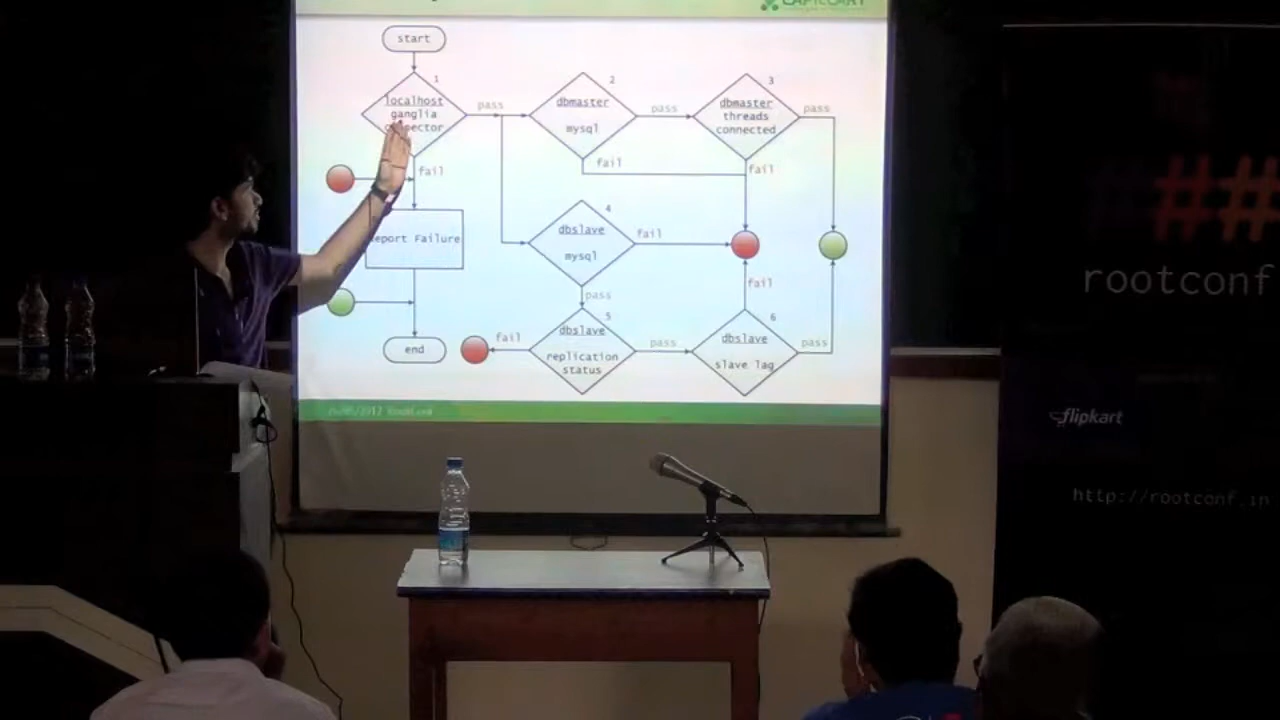 start
1
localhost
ganglia
pass
2
dbmaster
mysql
pass
3
dbmaster
threads
connected
pass
fail
fail
fail
Report Failure
4
dbslave
mysql
fail
pass
fail
end
fail
5
dbslave
replication
status
pass
6
dbslave
slave lag
pass
###
rootconf
flipkart
http://rootconf.in